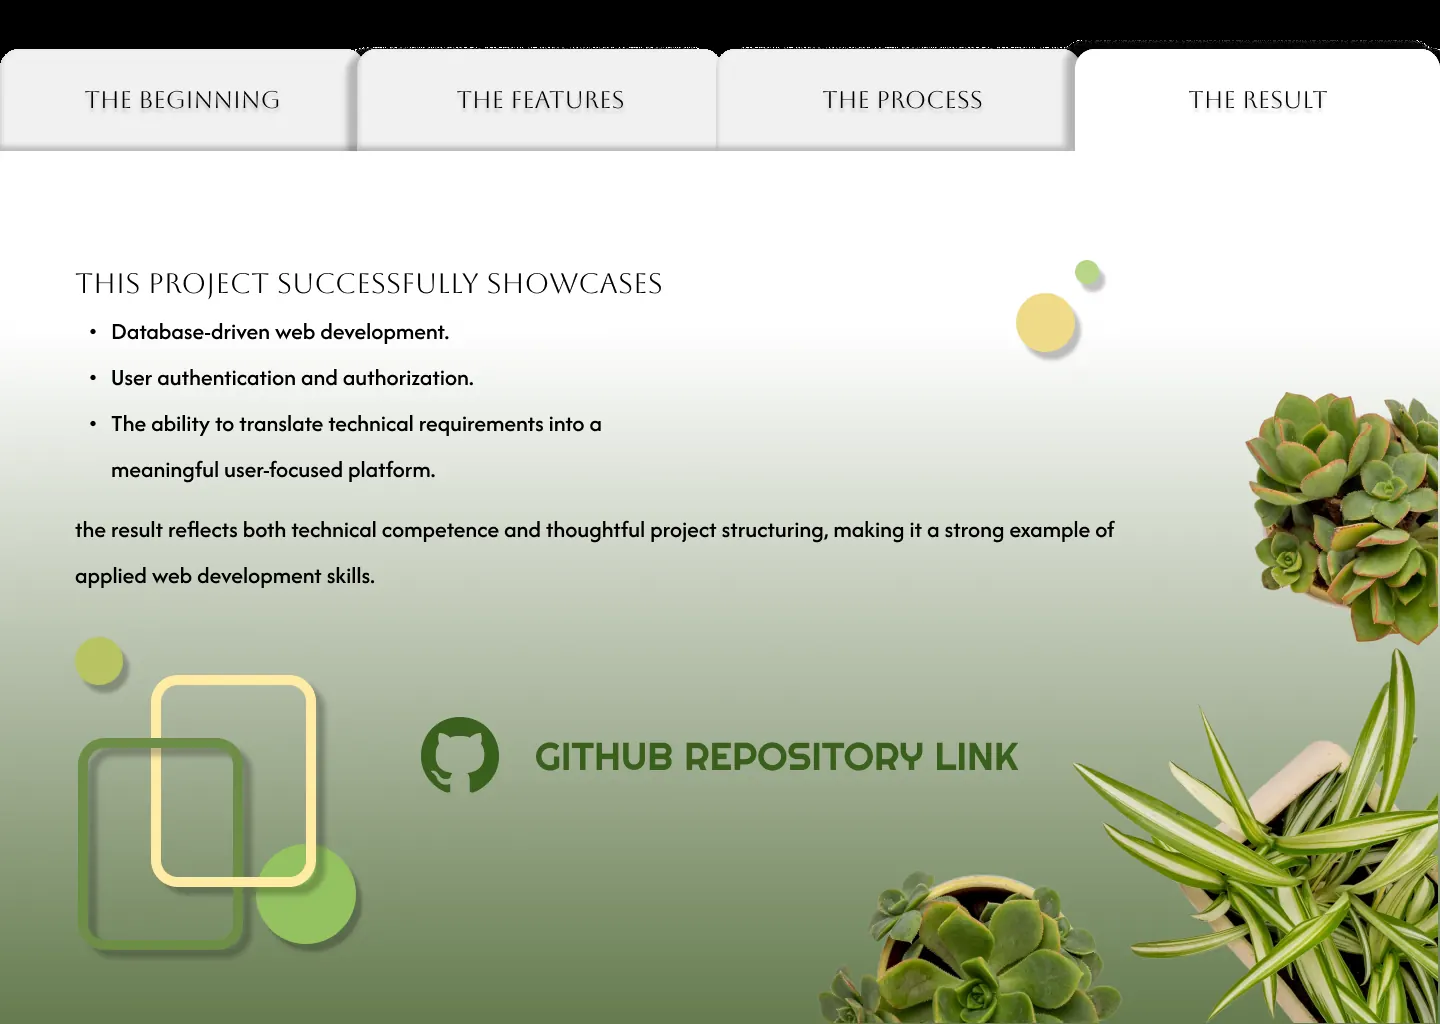 THE BEGINNING
THE FEATURES
THE PROCESS
THE RESULT
THIS PROJECT SUCCESSFULLY SHOWCASES
• Database-driven web development.
• User authentication and authorization.
• The ability to translate technical requirements into a
meaningful user-focused platform.
the result reflects both technical competence and thoughtful project structuring, making it a strong example of
applied web development skills.
GITHUB REPOSITORY LINK